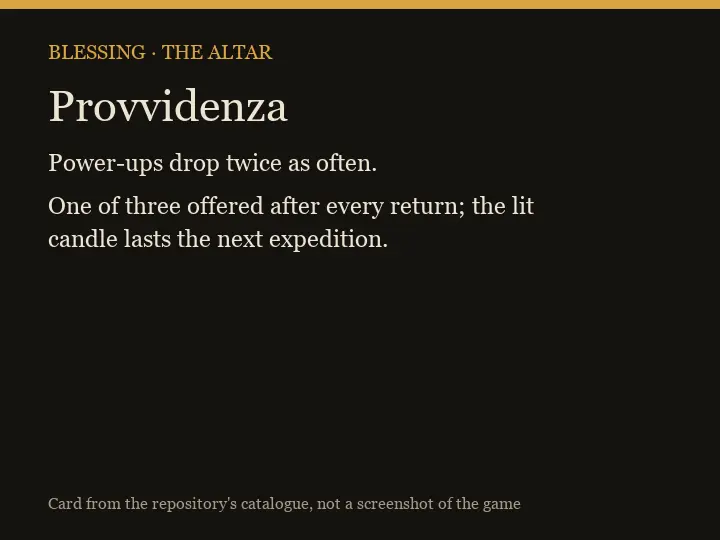 BLESSING · THE ALTAR
Provvidenza
Power-ups drop twice as often.
One of three offered after every return; the lit
candle lasts the next expedition.
Card from the repository's catalogue, not a screenshot of the game